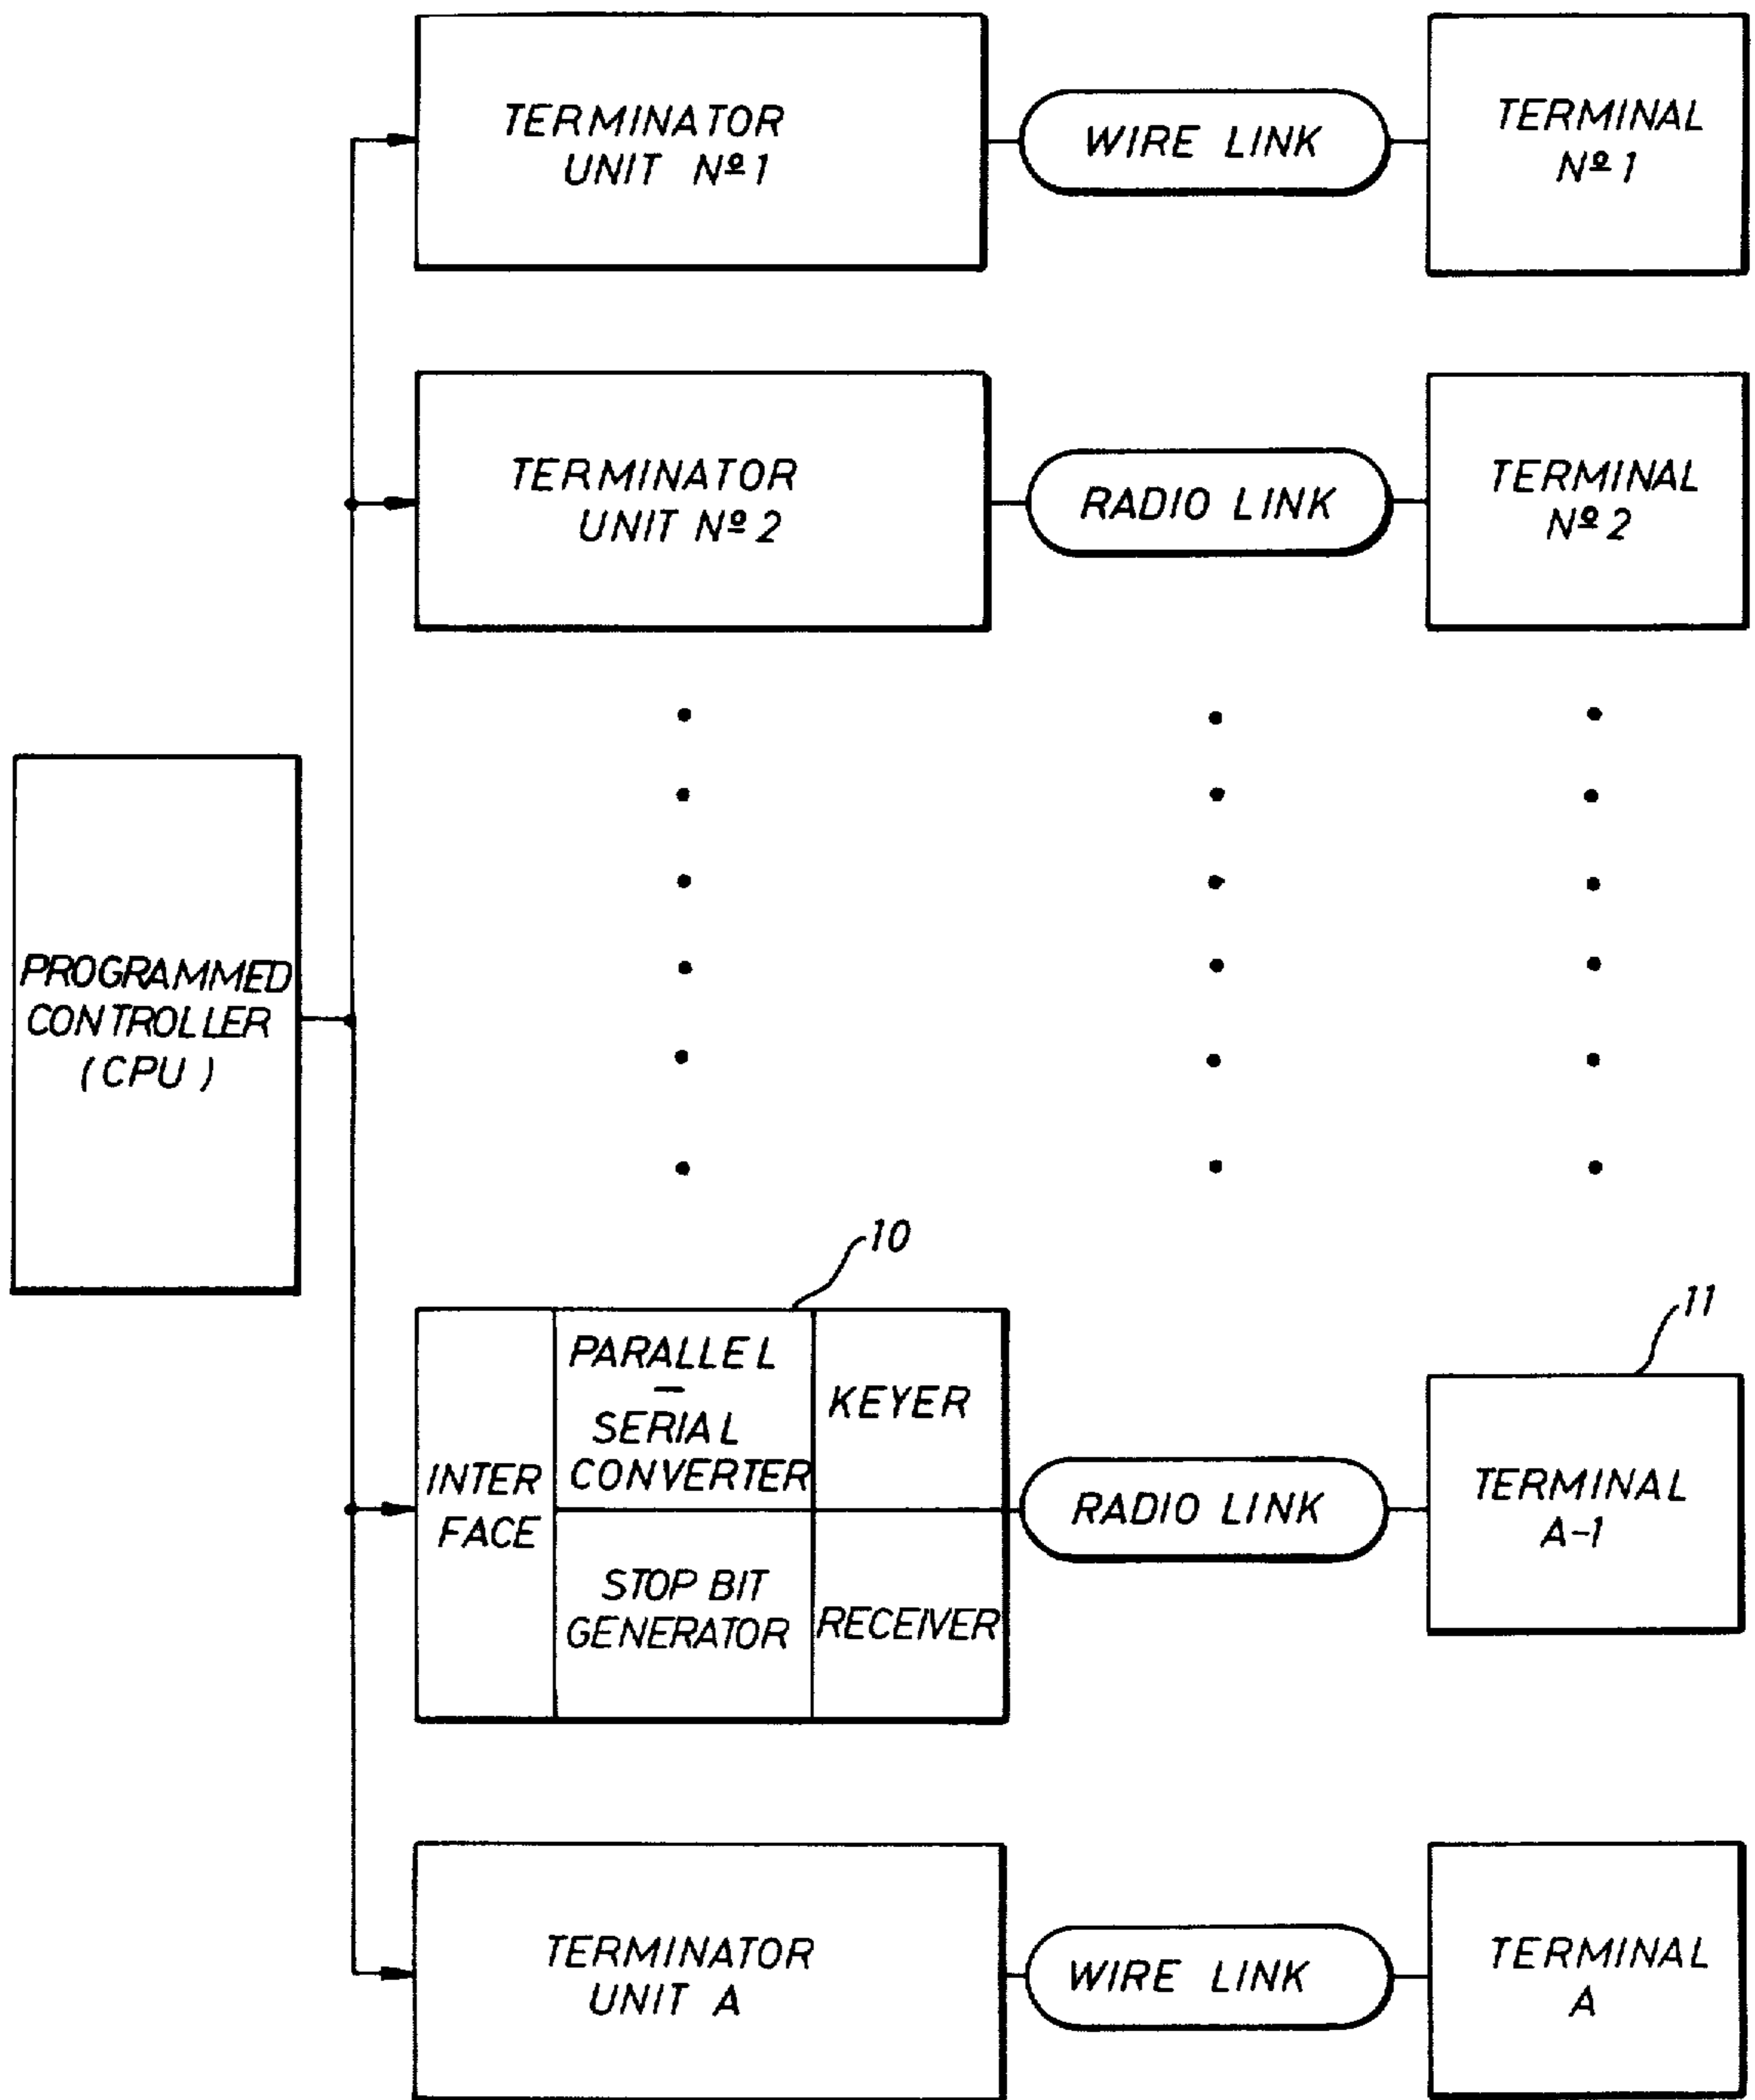 TERMINATOR
UNIT Nº1
WIRE LINK
TERMINAL
Nº1
TERMINATOR
UNIT Nº2
RADIO LINK
TERMINAL
Nº2
PROGRAMMED
CONTROLLER
(CPU)
10
11
INTER
FACE
PARALLEL
–
SERIAL
CONVERTER
KEYER
STOP BIT
GENERATOR
RECEIVER
RADIO LINK
TERMINAL
A-1
TERMINATOR
UNIT A
WIRE LINK
TERMINAL
A